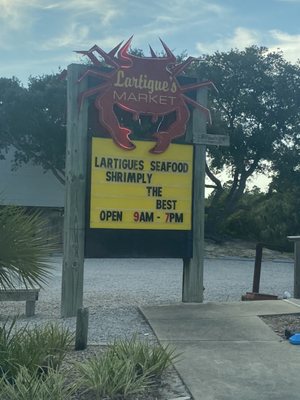 Lartigue's
MARKET
LARTIGUES SEAFOOD
SHRIMPLY
THE
BEST
OPEN 9AM - 7PM